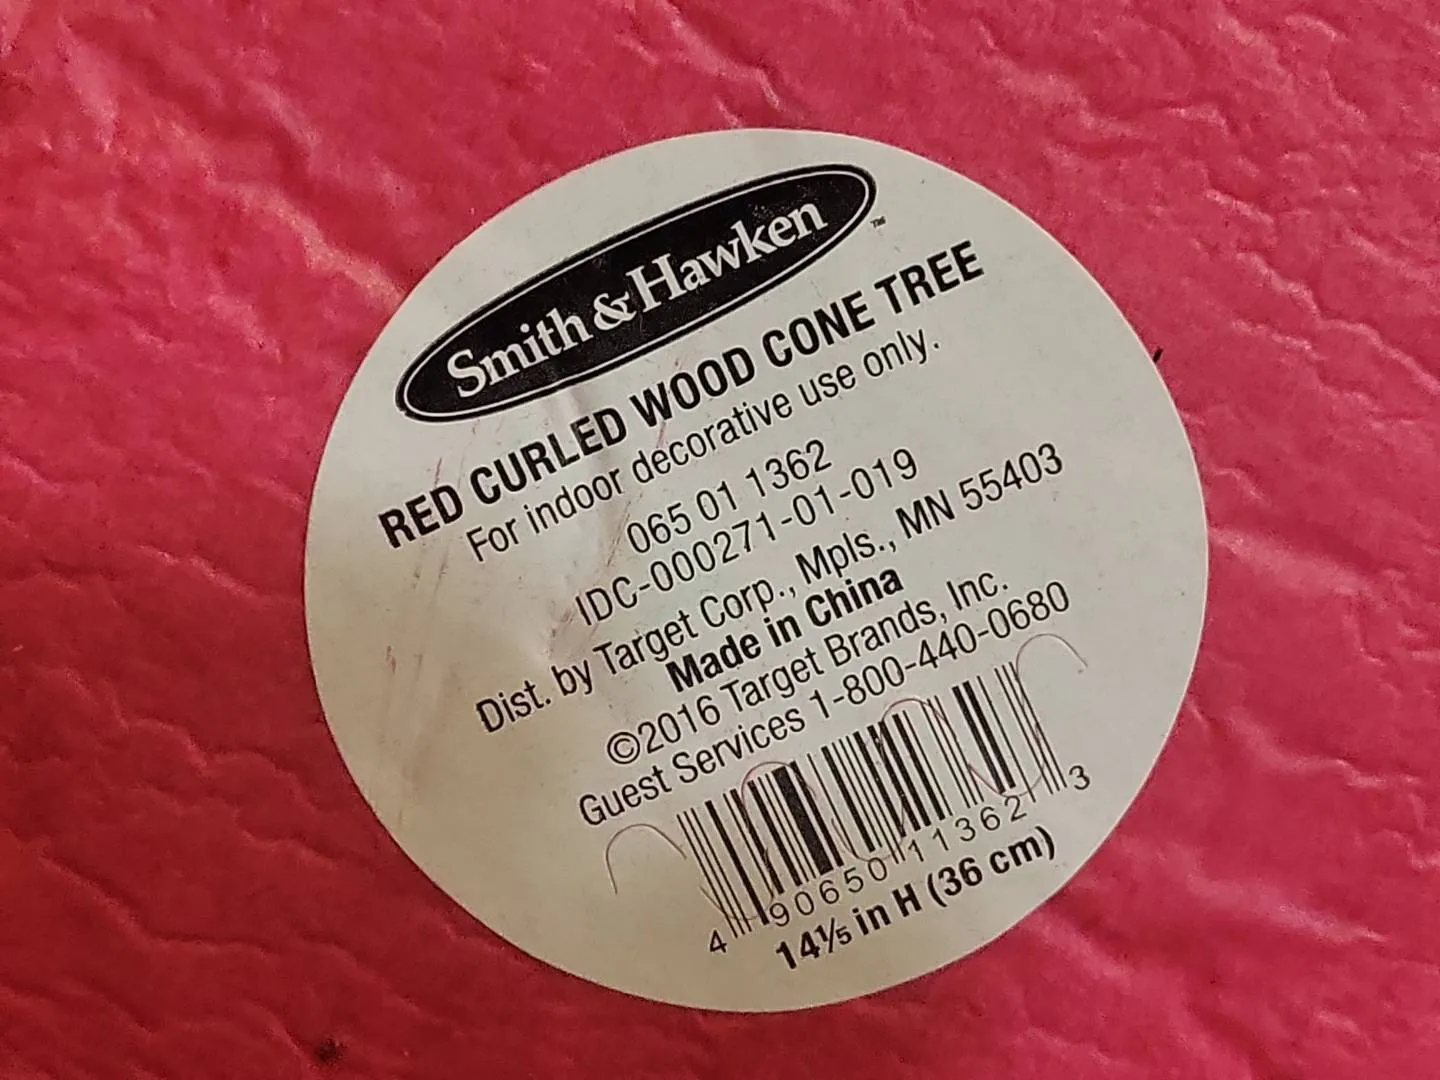 Smith & Hawken™
RED CURLED WOOD CONE TREE
For indoor decorative use only.
065 01 1362
IDC-000271-01-019
Dist. by Target Corp., Mpls., MN 55403
Made in China
©2016 Target Brands, Inc.
Guest Services 1-800-440-0680
4 90650 11362 3
14⅕ in H (36 cm)